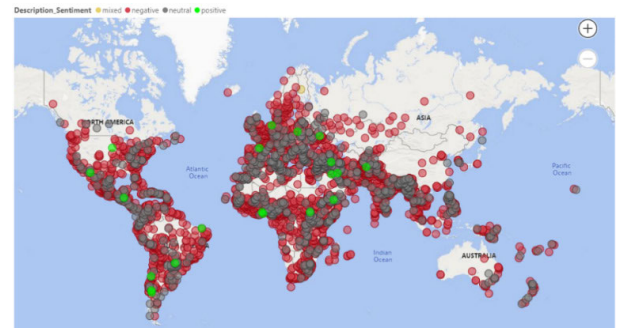 Description_Sentiment mixed negative neutral positive
NORTH AMERICA
ASIA
Atlantic
Ocean
Pacific
Ocean
Indian
Ocean
AUSTRALIA